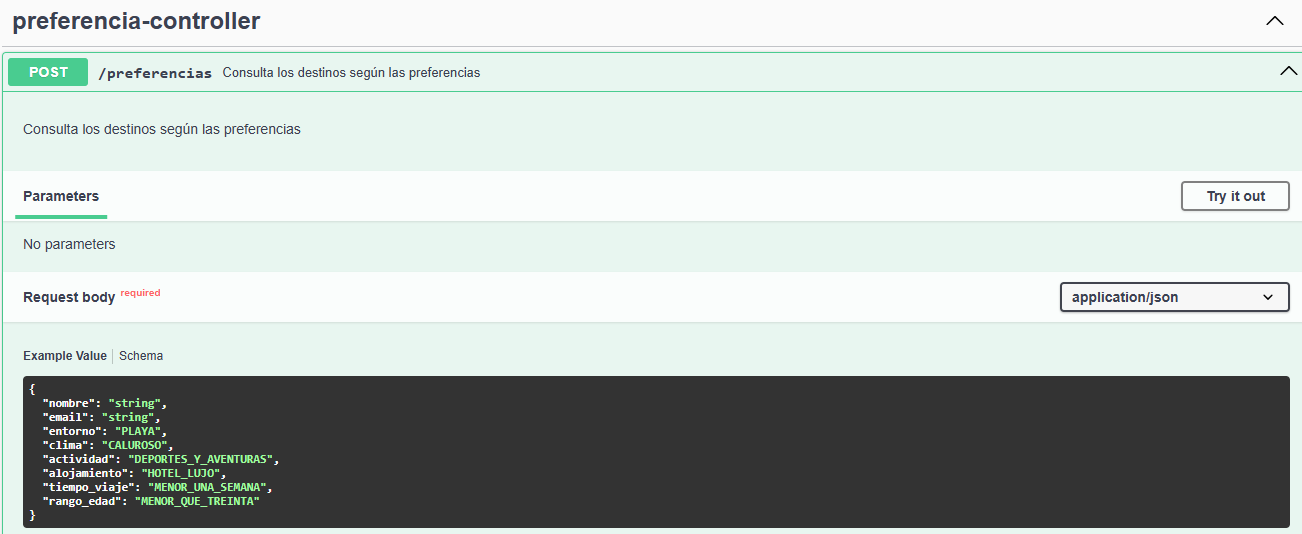 preferencia-controller
POST /preferencias Consulta los destinos según las preferencias
Consulta los destinos según las preferencias
Parameters
Try it out
No parameters
Request body required
application/json
Example Value Schema
{
"nombre": "string",
"email": "string",
"entorno": "PLAYA",
"clima": "CALUROSO",
"actividad": "DEPORTES_Y_AVENTURAS",
"alojamiento": "HOTEL_LUJO",
"tiempo_viaje": "MENOR_UNA_SEMANA",
"rango_edad": "MENOR_QUE_TREINTA"
}